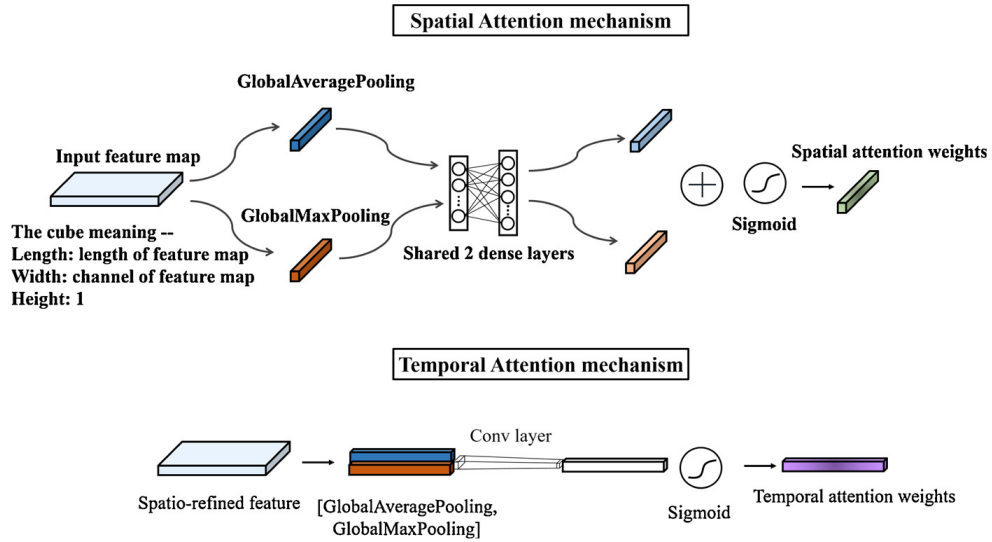 Spatial Attention mechanism
GlobalAveragePooling
Input feature map
GlobalMaxPooling
The cube meaning --
Length: length of feature map
Width: channel of feature map
Height: 1
Shared 2 dense layers
Sigmoid
Spatial attention weights
Temporal Attention mechanism
Conv layer
Spatio-refined feature
[GlobalAveragePooling,
GlobalMaxPooling]
Sigmoid
Temporal attention weights